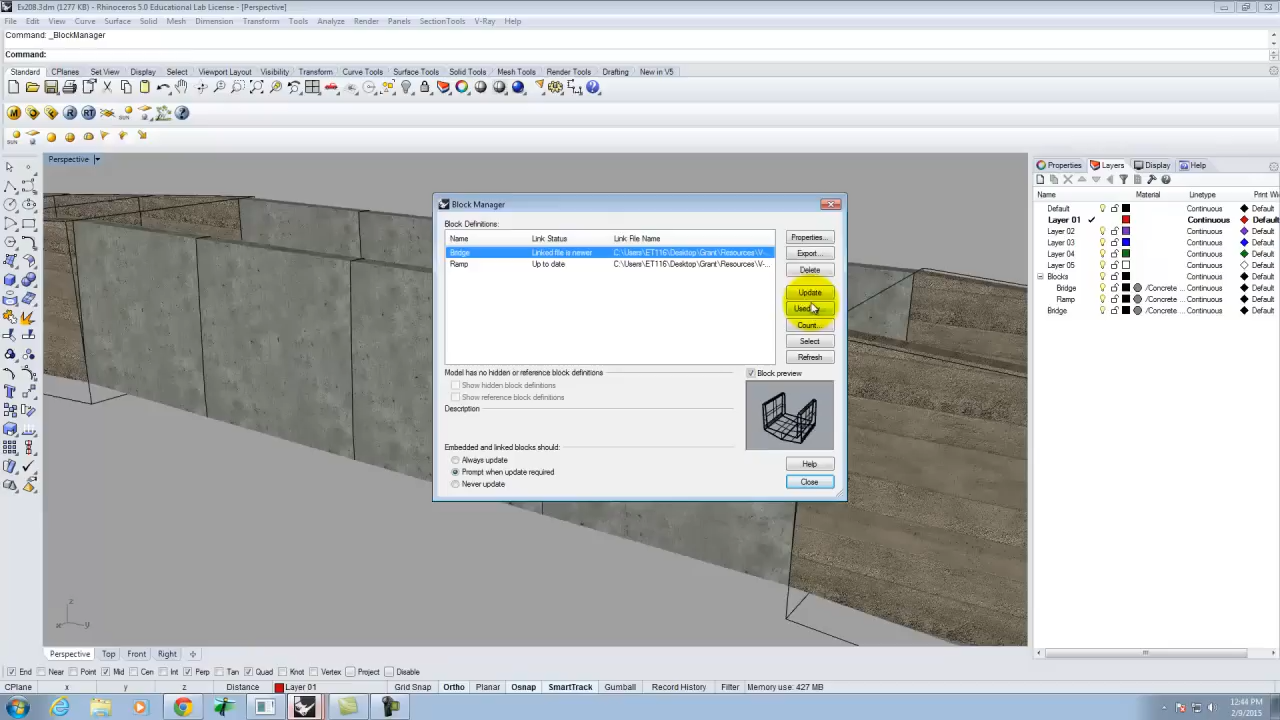 Ex208.3dm (1277 KB) - Rhinoceros 5.0 Educational Lab License - [Perspective]
File Edit View Curve Surface Solid Mesh Dimension Transform Tools Analyze Render Panels SectionTools V-Ray Help
Command: _BlockManager
Command:
Standard CPlanes Set View Display Select Viewport Layout Visibility Transform Curve Tools Surface Tools Solid Tools Mesh Tools Render Tools Drafting New in V5
Perspective
Properties Layers Display Help
Name Material Linetype Print Wi
Default Continuous Default
Layer 01 Continuous Default
Layer 02 Continuous Default
Layer 03 Continuous Default
Layer 04 Continuous Default
Layer 05 Continuous Default
Blocks Continuous Default
Bridge /Concrete ... Continuous Default
Ramp /Concrete ... Continuous Default
Bridge /Concrete ... Continuous Default
Block Manager
Block Definitions:
Name Link Status Link File Name
Bridge Linked file is newer C:\Users\ET116\Desktop\Grant\Resources\V-...
Ramp Up to date C:\Users\ET116\Desktop\Grant\Resources\V-...
Properties...
Export...
Delete
Update
Count...
Select
Refresh
Model has no hidden or reference block definitions
Show hidden block definitions
Show reference block definitions
Description
Block preview
Embedded and linked blocks should:
Always update
Prompt when update required
Never update
Help
Close
z
x y
Perspective Top Front Right
End Near Point Mid Cen Int Perp Tan Quad Knot Vertex Project Disable
CPlane x y z Distance Layer 01 Grid Snap Ortho Planar Osnap SmartTrack Gumball Record History Filter Memory use: 427 MB
12:44 PM
2/9/2015